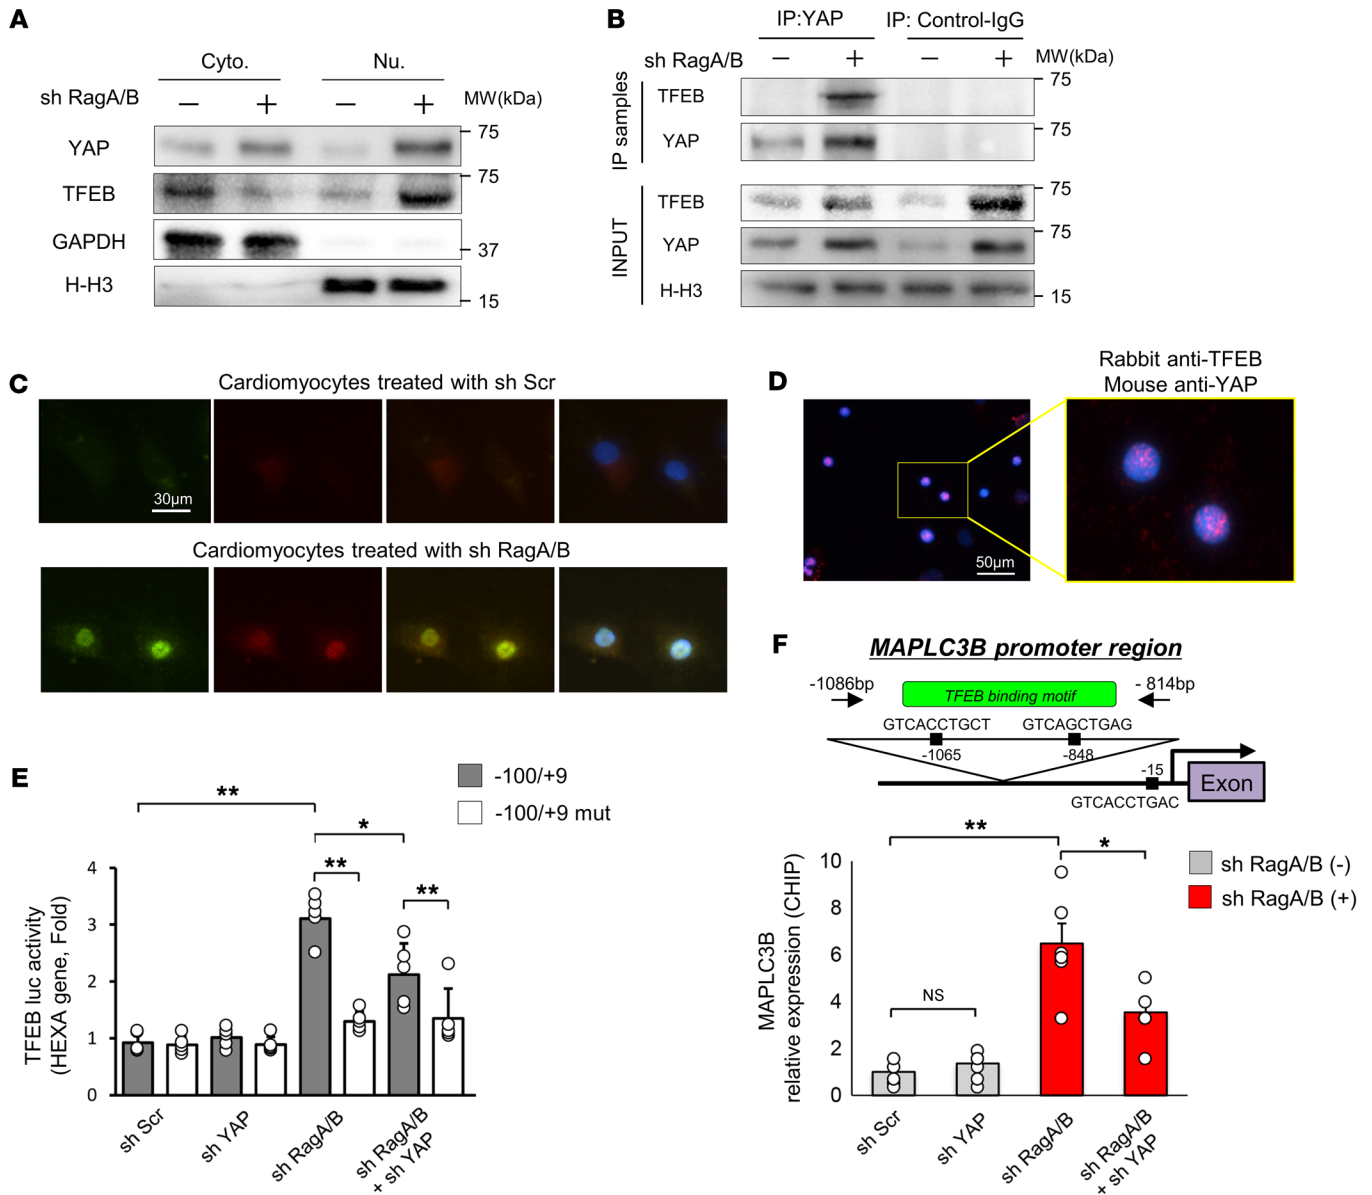 A
Cyto.
Nu.
sh RagA/B
−
+
−
+
MW(kDa)
YAP
75
TFEB
75
GAPDH
37
H-H3
15
B
IP:YAP
IP: Control-IgG
sh RagA/B
−
+
−
+
MW(kDa)
IP samples
TFEB
75
YAP
75
INPUT
TFEB
75
YAP
75
H-H3
15
C
Cardiomyocytes treated with sh Scr
30µm
Cardiomyocytes treated with sh RagA/B
D
Rabbit anti-TFEB
Mouse anti-YAP
50µm
E
-100/+9
-100/+9 mut
**
*
**
**
TFEB luc activity
(HEXA gene, Fold)
4
3
2
1
0
sh Scr
sh YAP
sh RagA/B
sh RagA/B
+ sh YAP
F
MAPLC3B promoter region
-1086bp
- 814bp
TFEB binding motif
GTCACCTGCT
GTCAGCTGAG
-1065
-848
-15
Exon
GTCACCTGAC
**
*
NS
sh RagA/B (-)
sh RagA/B (+)
MAPLC3B
relative expression (CHIP)
10
8
6
4
2
0
sh Scr
sh YAP
sh RagA/B
sh RagA/B
+ sh YAP